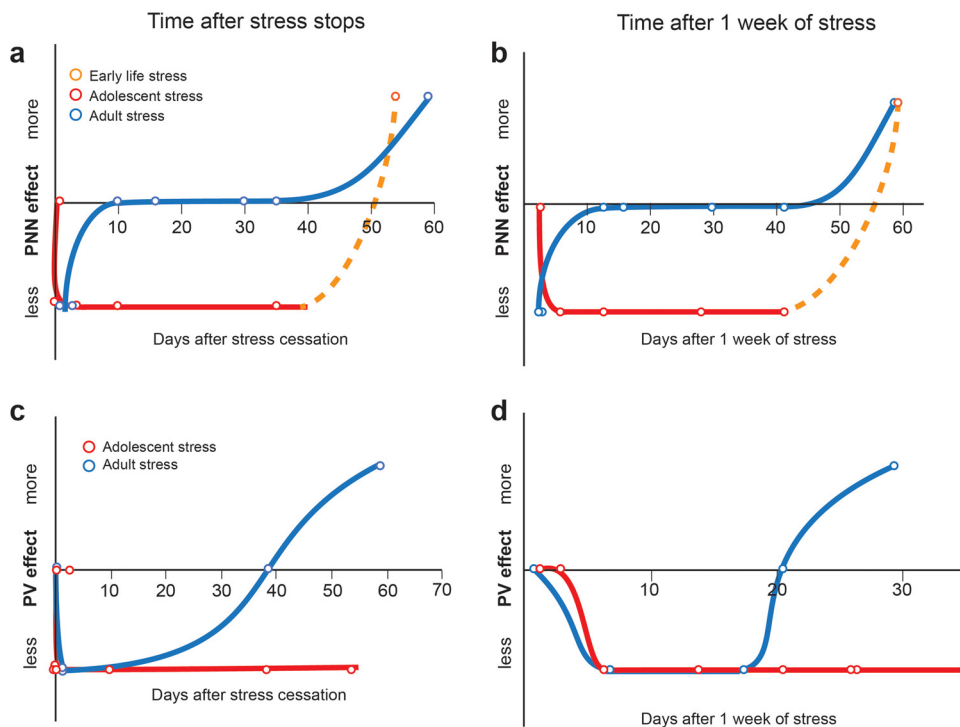 Time after stress stops
Time after 1 week of stress
a
Early life stress
Adolescent stress
Adult stress
more
PNN effect
less
10 20 30 40 50 60
Days after stress cessation
b
more
PNN effect
less
10 20 30 40 50 60
Days after 1 week of stress
c
Adolescent stress
Adult stress
more
PV effect
less
10 20 30 40 50 60 70
Days after stress cessation
d
more
PV effect
less
10 20 30
Days after 1 week of stress